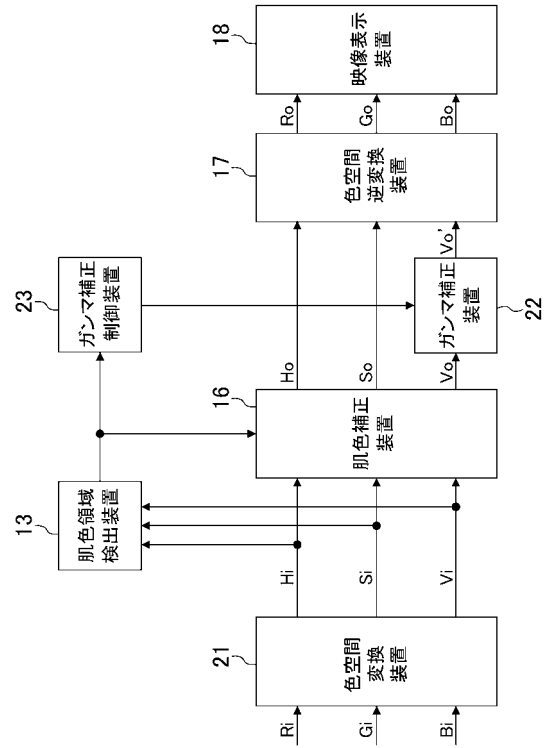 23
ガンマ補正
制御装置
13
肌色領域
検出装置
21
色空間
変換装置
16
肌色補正
装置
17
色空間
逆変換
装置
18
映像表示
装置
22
ガンマ補正
装置
Ri
Gi
Bi
Hi
Si
Vi
Ho
So
Vo
Vo'
Ro
Go
Bo